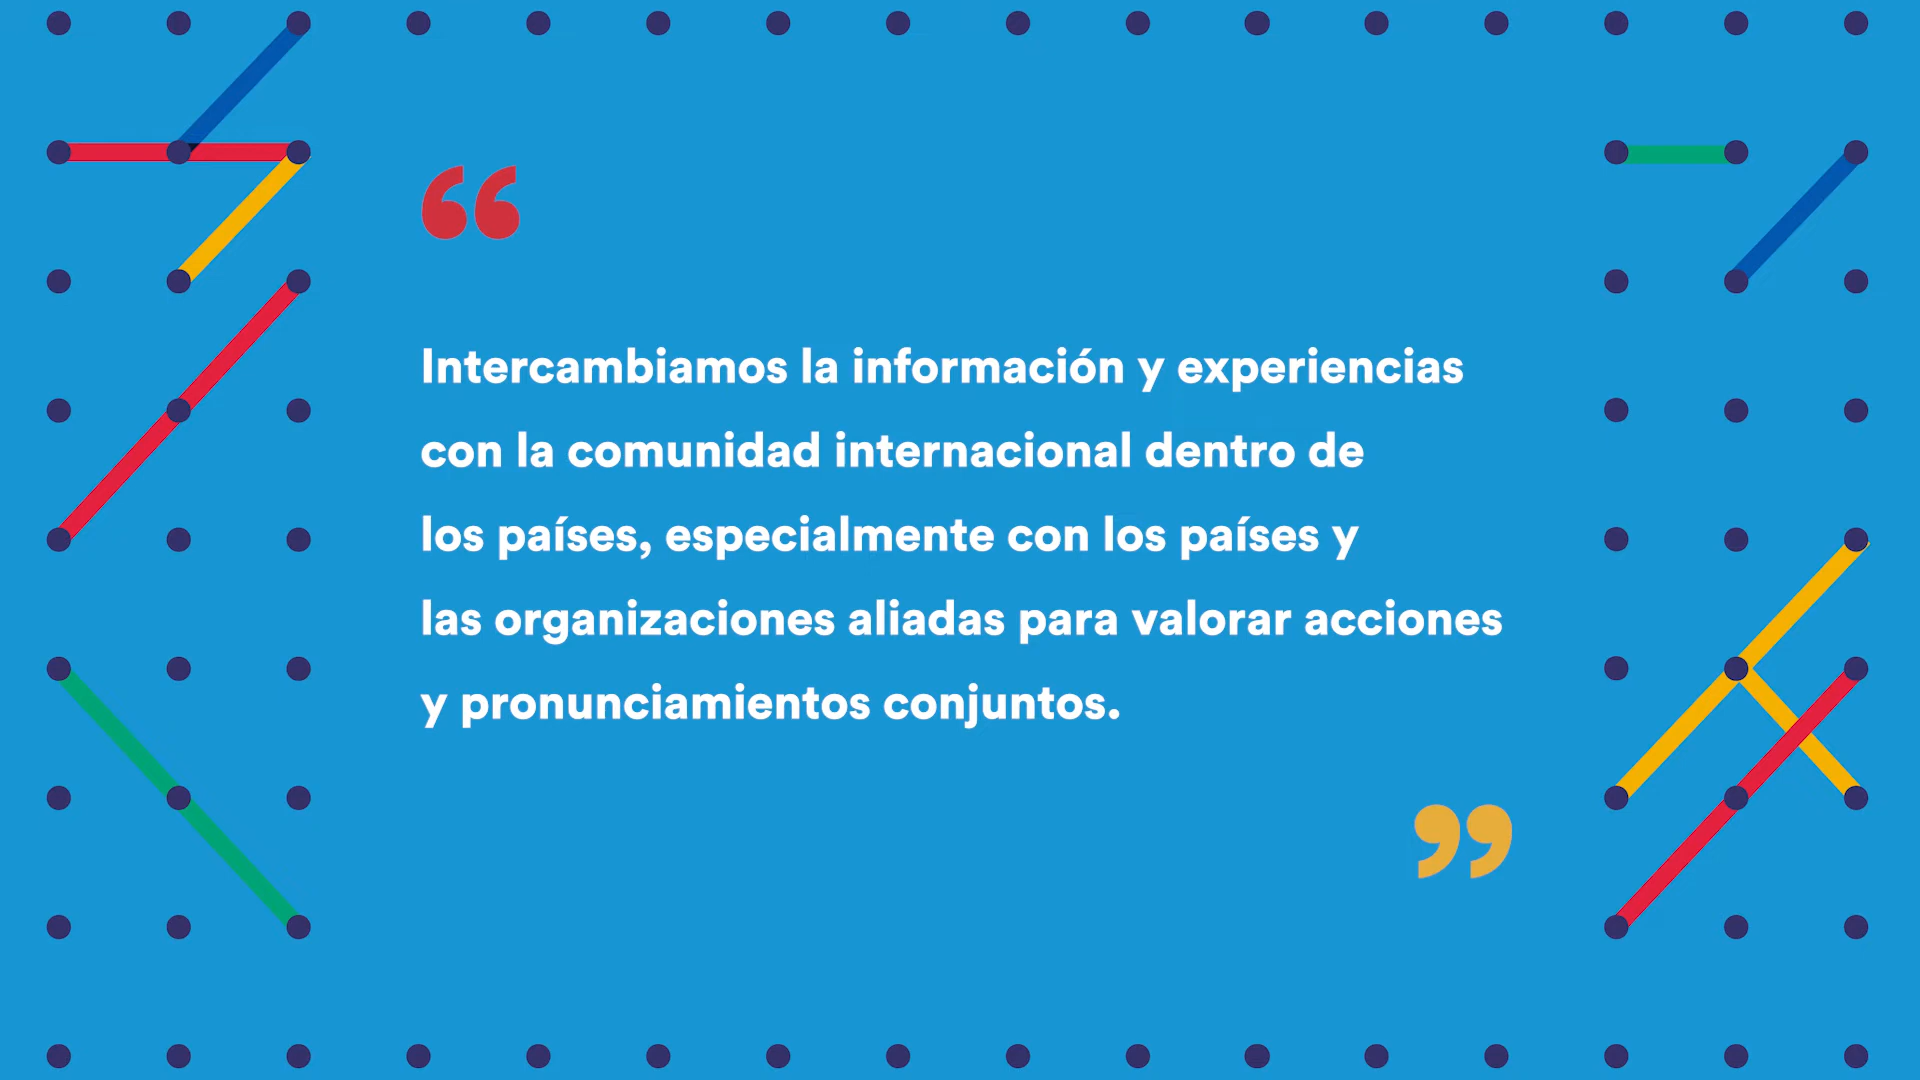 “
Intercambiamos la información y experiencias
con la comunidad internacional dentro de
los países, especialmente con los países y
las organizaciones aliadas para valorar acciones
y pronunciamientos conjuntos.
”